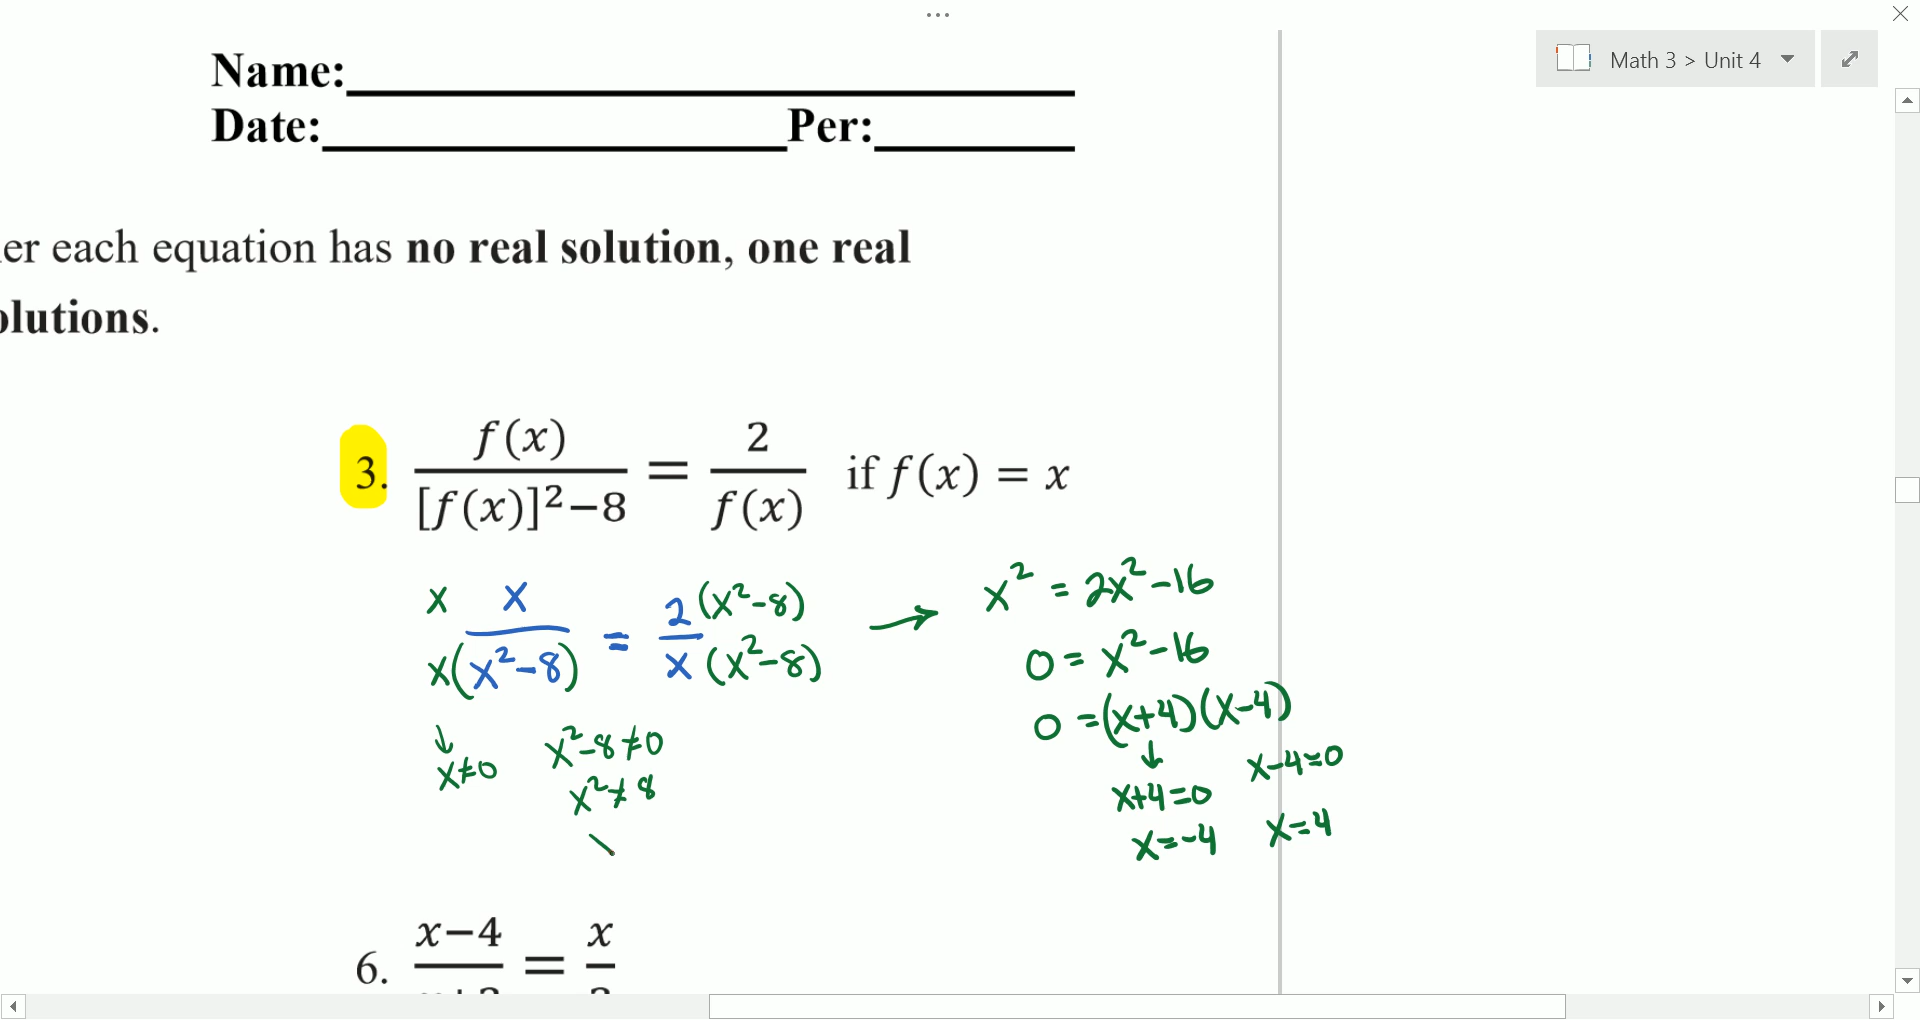 Math 3 > Unit 4
Name:
Date: Per:
er each equation has no real solution, one real
olutions.
3. f(x)/([f(x)]²−8) = 2/f(x) if f(x) = x
x x 2 (x²-8)
x(x²-8) = x (x²-8)
→
x² = 2x²-16
0 = x²-16
0 = (x+4)(x-4)
↓
x+4=0 x-4=0
x=-4 x=4
↓
x≠0 x²-8≠0
x²≠8
6. (x−4)/ = x/